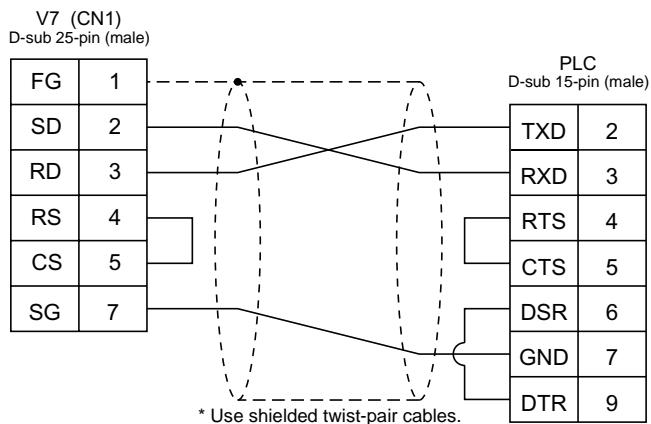 V7 (CN1)
D-sub 25-pin (male)
FG 1
SD 2
RD 3
RS 4
CS 5
SG 7
PLC
D-sub 15-pin (male)
TXD 2
RXD 3
RTS 4
CTS 5
DSR 6
GND 7
DTR 9
* Use shielded twist-pair cables.